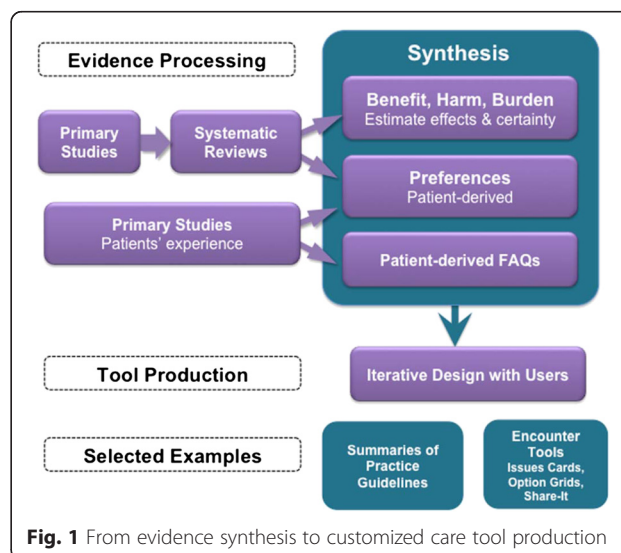 Evidence Processing
Synthesis
Benefit, Harm, Burden
Estimate effects & certainty
Primary
Studies
Systematic
Reviews
Preferences
Patient-derived
Primary Studies
Patients' experience
Patient-derived FAQs
Tool Production
Iterative Design with Users
Selected Examples
Summaries of
Practice
Guidelines
Encounter
Tools
Issues Cards,
Option Grids,
Share-It
Fig. 1 From evidence synthesis to customized care tool production